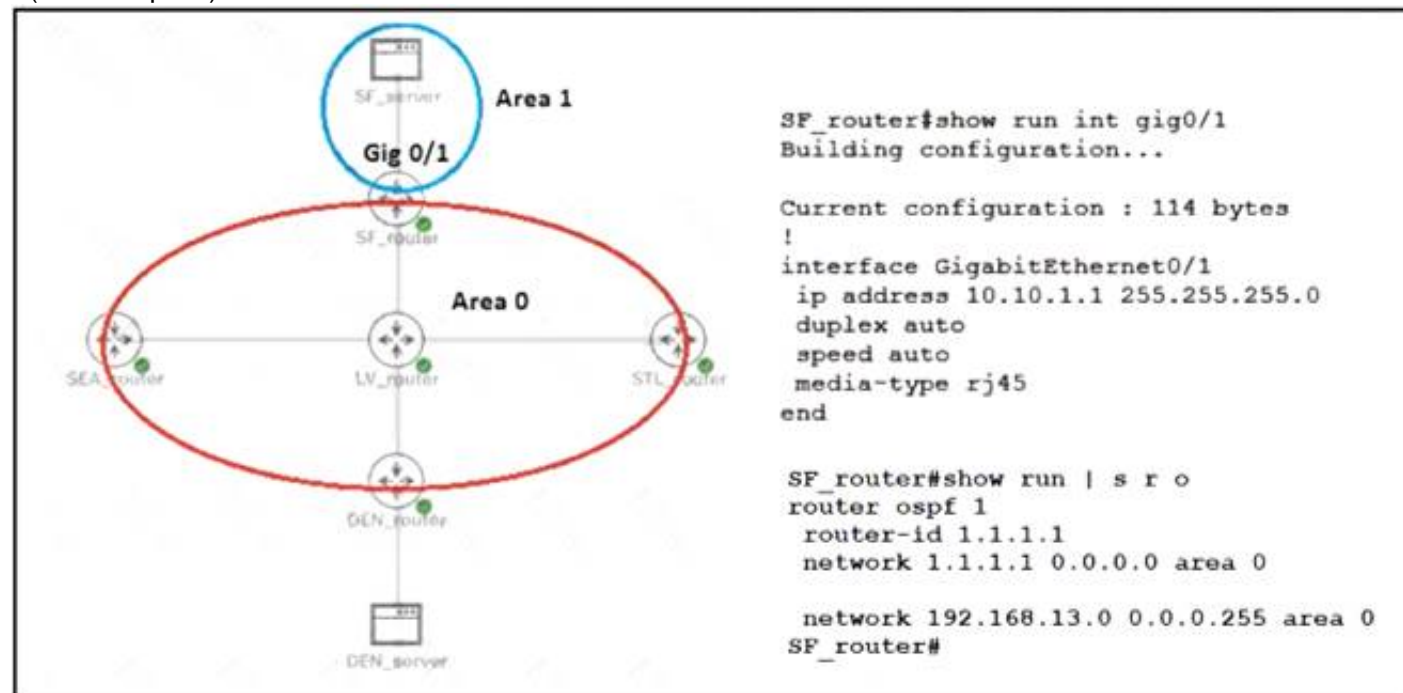 SF_server
Area 1
Gig 0/1
SF_router
Area 0
SEA_router
LV_router
STL_router
DEN_router
DEN_server
SF_router#show run int gig0/1
Building configuration...
Current configuration : 114 bytes
!
interface GigabitEthernet0/1
ip address 10.10.1.1 255.255.255.0
duplex auto
speed auto
media-type rj45
end
SF_router#show run | s r o
router ospf 1
router-id 1.1.1.1
network 1.1.1.1 0.0.0.0 area 0
network 192.168.13.0 0.0.0.255 area 0
SF_router#